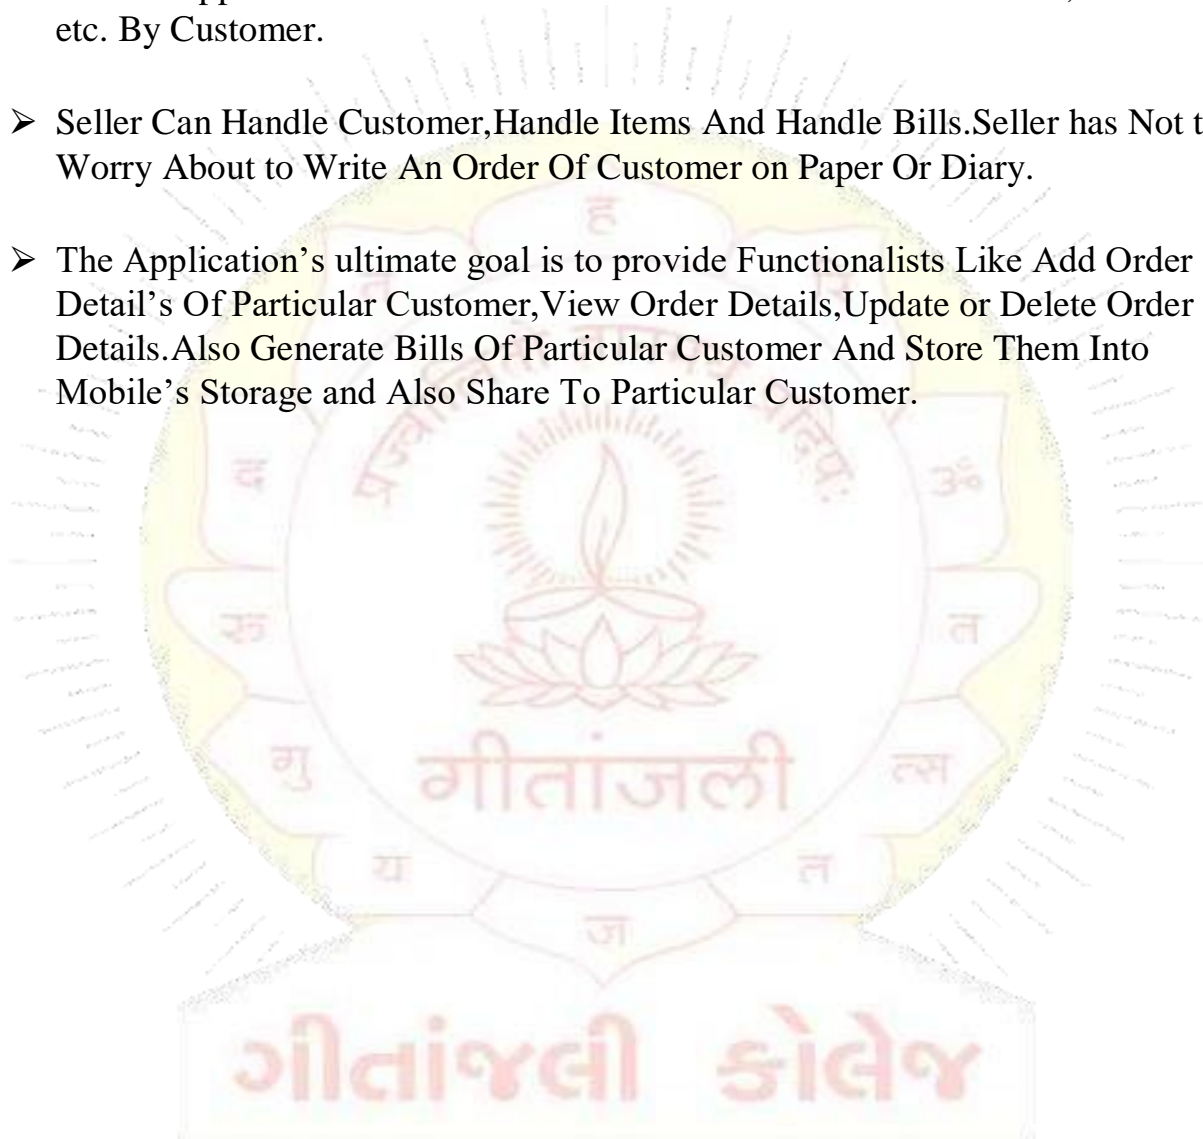 etc. By Customer.
➤ Seller Can Handle Customer,Handle Items And Handle Bills.Seller has Not t
Worry About to Write An Order Of Customer on Paper Or Diary.
➤ The Application’s ultimate goal is to provide Functionalists Like Add Order
Detail’s Of Particular Customer,View Order Details,Update or Delete Order
Details.Also Generate Bills Of Particular Customer And Store Them Into
Mobile’s Storage and Also Share To Particular Customer.
ह
द
ॐ
रु
त
गु
त्स
य
त
ज
गीतांजली
ગીતાંજલી કોલેજ